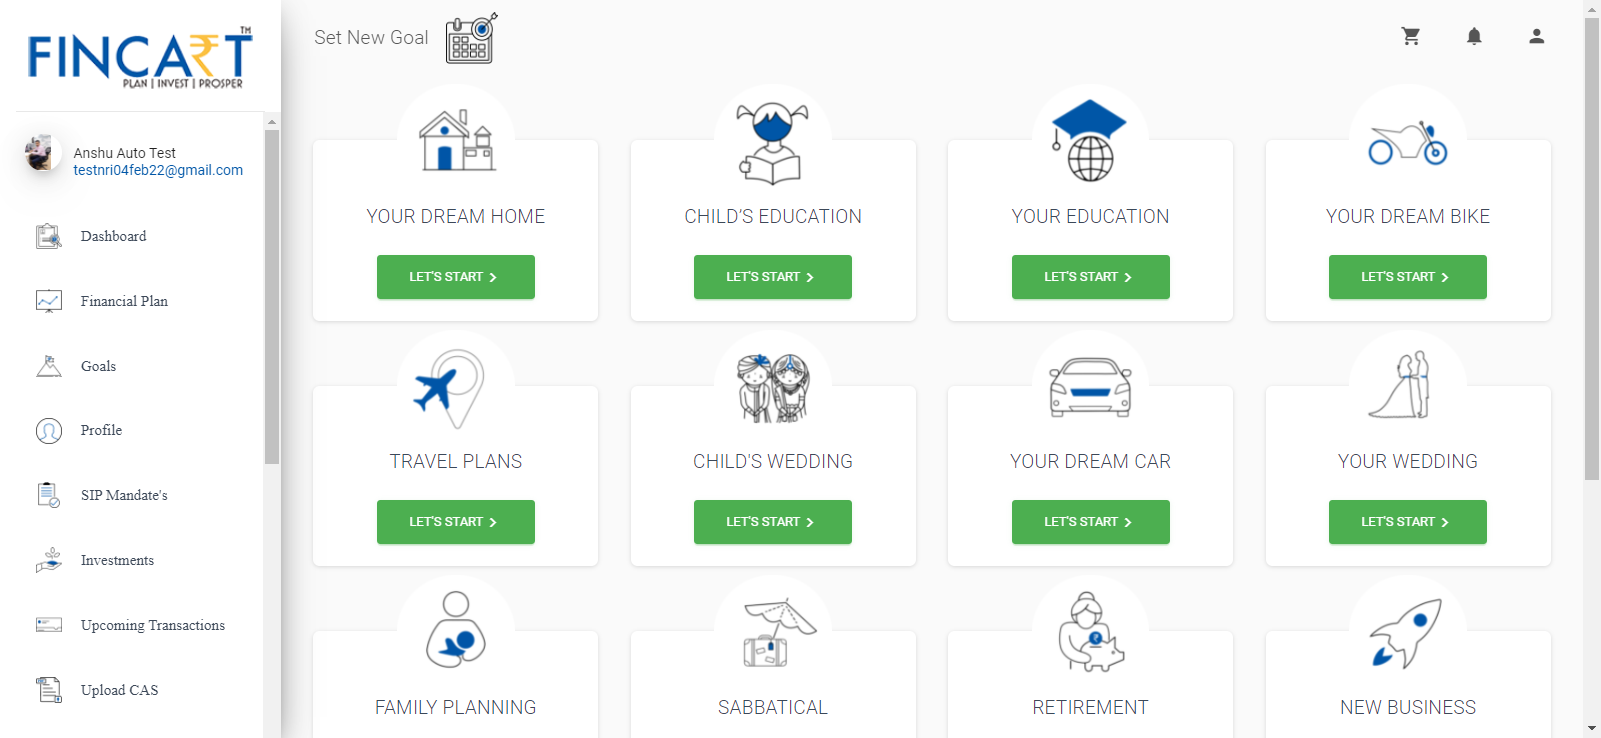 FINCART™
PLAN | INVEST | PROSPER
Anshu Auto Test
testnri04feb22@gmail.com
Dashboard
Financial Plan
Goals
Profile
SIP Mandate's
Investments
Upcoming Transactions
Upload CAS
Set New Goal
YOUR DREAM HOME
LET'S START
CHILD'S EDUCATION
LET'S START
YOUR EDUCATION
LET'S START
YOUR DREAM BIKE
LET'S START
TRAVEL PLANS
LET'S START
CHILD'S WEDDING
LET'S START
YOUR DREAM CAR
LET'S START
YOUR WEDDING
LET'S START
FAMILY PLANNING
SABBATICAL
RETIREMENT
NEW BUSINESS